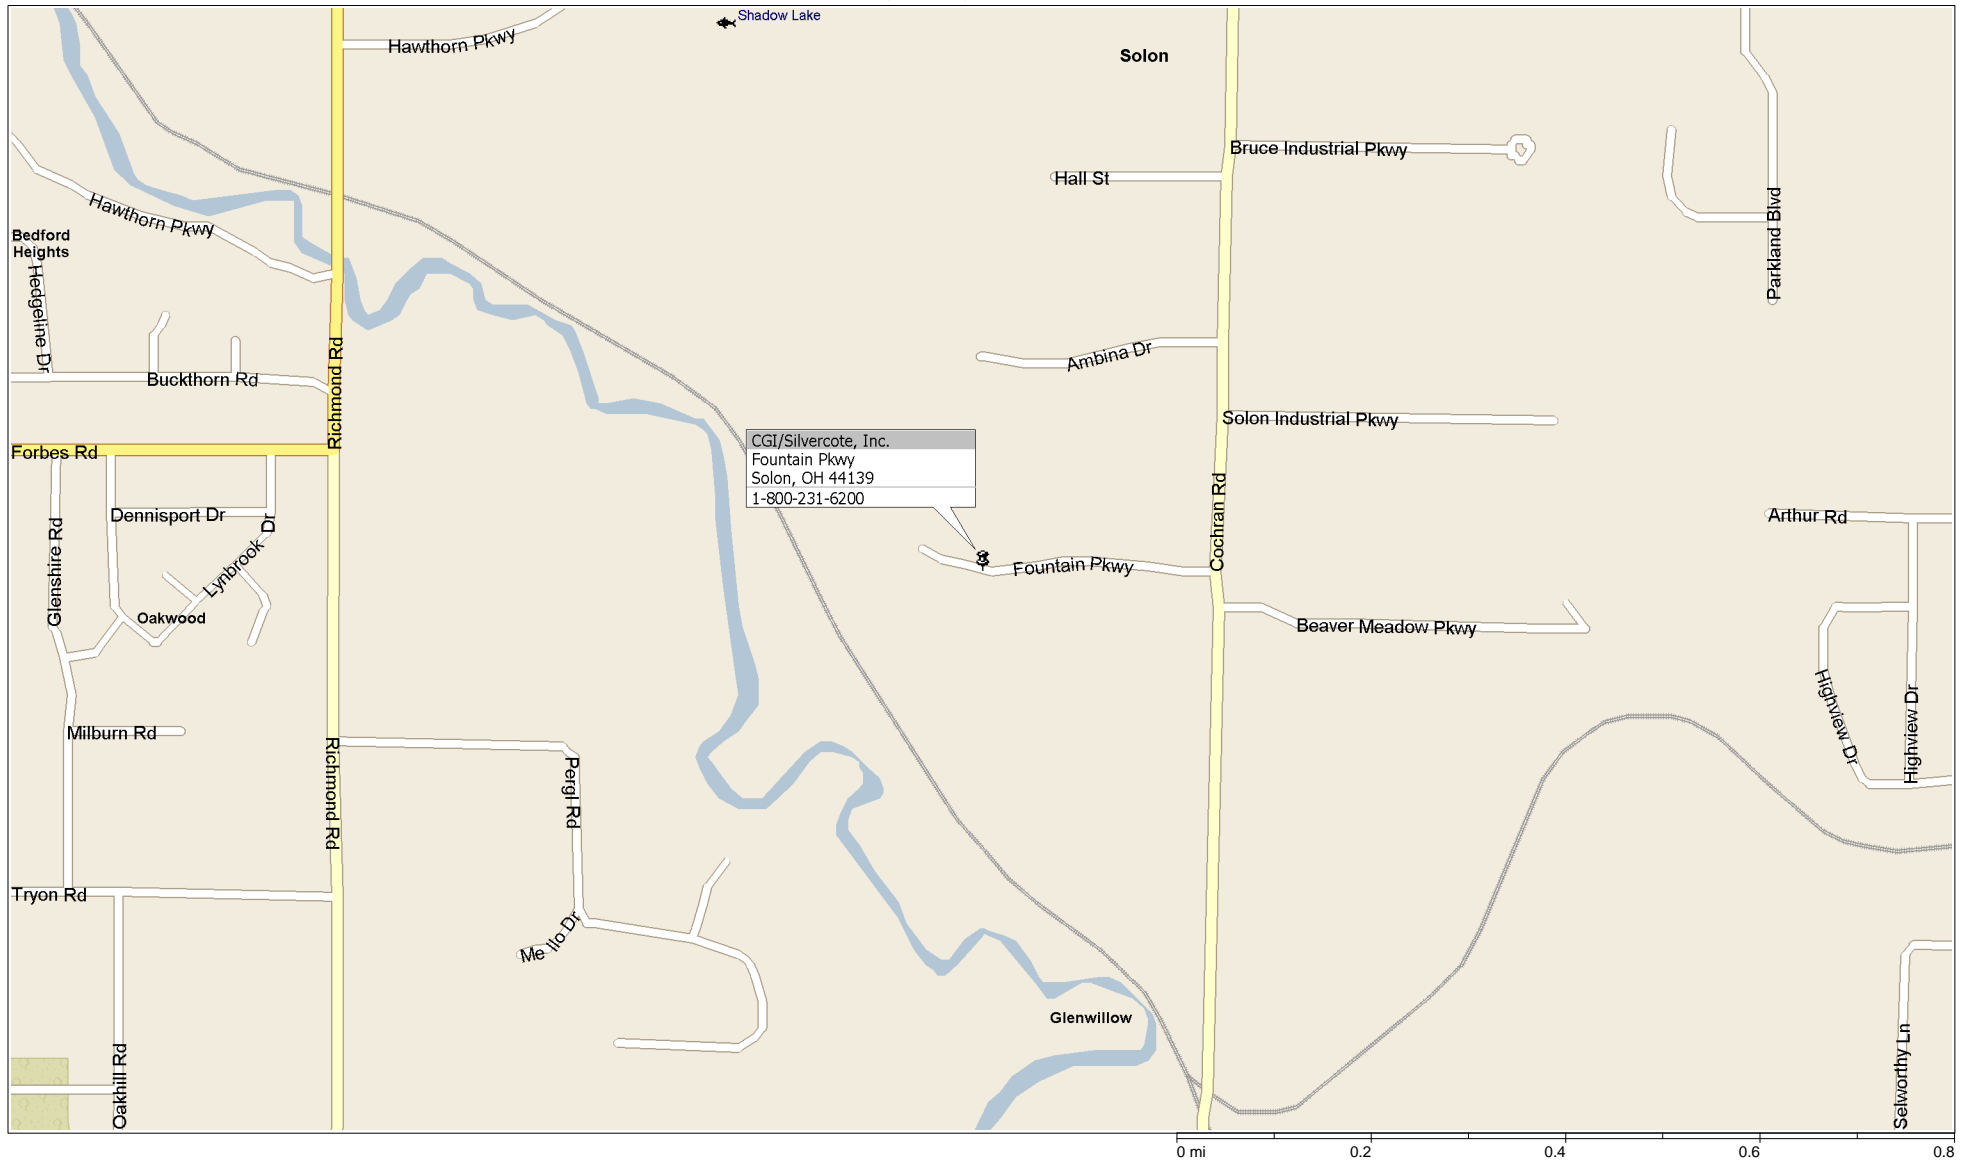 Shadow Lake
Hawthorn Pkwy
Solon
Bruce Industrial Pkwy
Hall St
Hawthorn Pkwy
Parkland Blvd
Bedford
Heights
Hedgeline Dr
Richmond Rd
Ambina Dr
Buckthorn Rd
Solon Industrial Pkwy
Forbes Rd
CGI/Silvercote, Inc.
Fountain Pkwy
Solon, OH 44139
1-800-231-6200
Cochran Rd
Dennisport Dr
Arthur Rd
Glenshire Rd
Lynbrook Dr
Fountain Pkwy
Oakwood
Beaver Meadow Pkwy
Highview Dr
Highview Dr
Milburn Rd
Richmond Rd
Pergl Rd
Tryon Rd
Me llo Dr
Glenwillow
Oakhill Rd
Selworthy Ln
0 mi 0.2 0.4 0.6 0.8